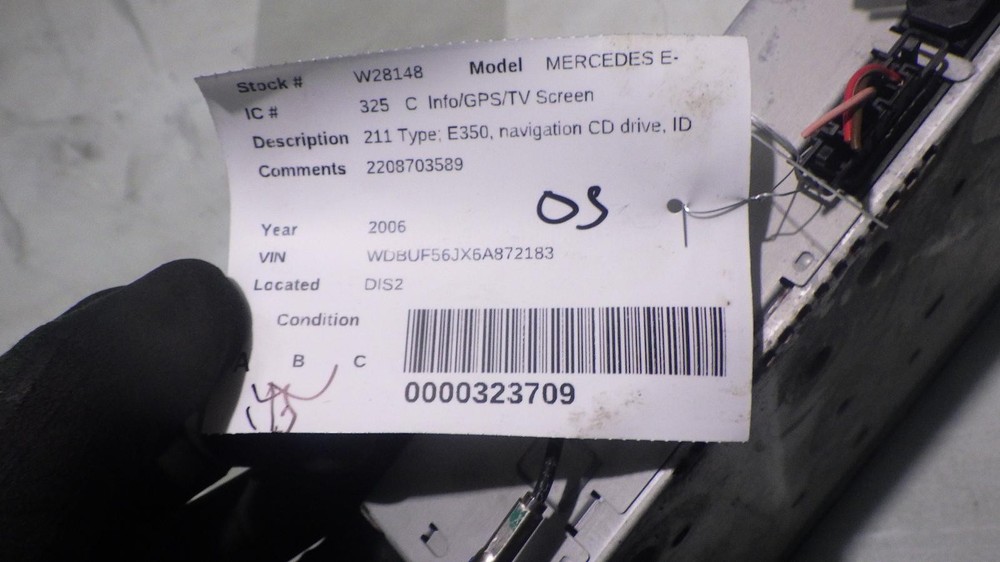 Stock # W28148 Model MERCEDES E-
IC # 325 C Info/GPS/TV Screen
Description 211 Type; E350, navigation CD drive, ID
Comments 2208703589
OS
Year 2006
VIN WDBUF56JX6A872183
Located DIS2
Condition
A B C
0000323709